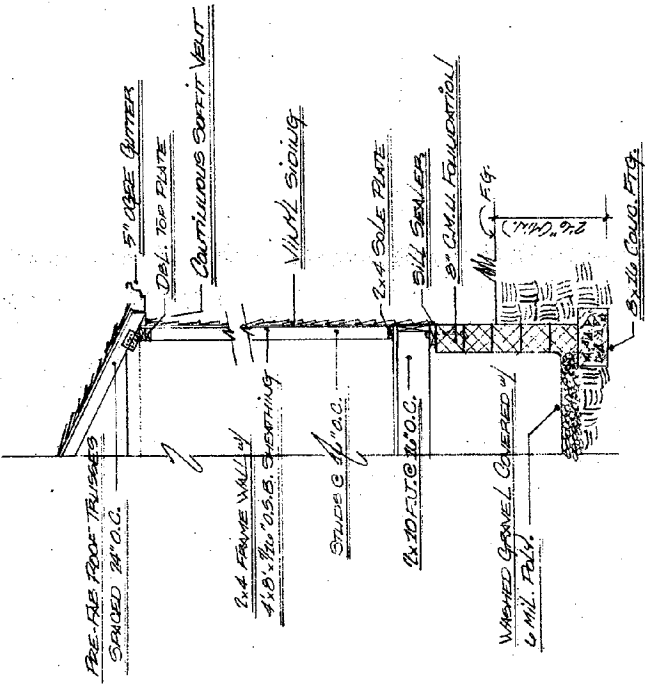 PRE-FAB ROOF TRUSSES
SPACED 24" O.C.
5" OGEE GUTTER
DBL. TOP PLATE
CONTINUOUS SOFFIT VENT
2x4 FRAME WALL w/
4'x8'x7/16" O.S.B. SHEATHING
VINYL SIDING
STUDS @ 16" O.C.
2x4 SOLE PLATE
2x10 F.JT. @ 16" O.C.
SILL SEALER
8" C.M.U. FOUNDATION
F.G.
2'-6" (MIN.)
WASHED GRAVEL COVERED w/
6 MIL. POLY.
8x16 CONC. FTG.